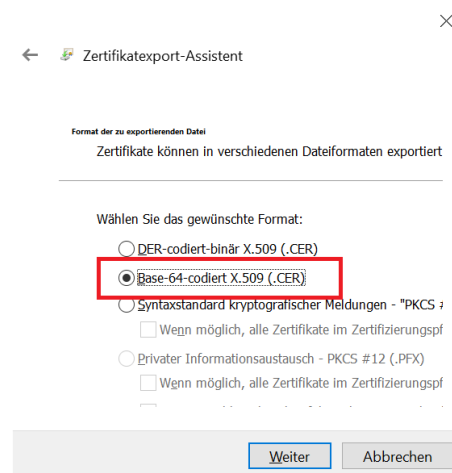 Zertifikatexport-Assistent
Format der zu exportierenden Datei
Zertifikate können in verschiedenen Dateiformaten exportiert
Wählen Sie das gewünschte Format:
DER-codiert-binär X.509 (.CER)
Base-64-codiert X.509 (.CER)
Syntaxstandard kryptografischer Meldungen - "PKCS
Wenn möglich, alle Zertifikate im
Privater Informationsaustausch - PKCS #12 (.PFX)
Wenn möglich, alle Zertifikate im
Weiter
Abbrechen